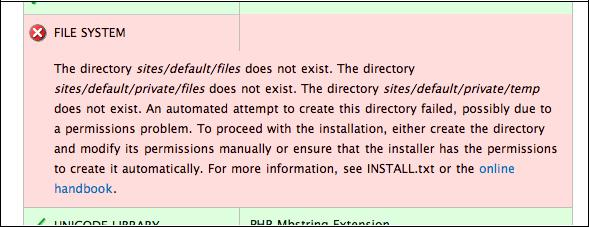 FILE SYSTEM
The directory sites/default/files does not exist. The directory
sites/default/private/files does not exist. The directory sites/default/private/temp
does not exist. An automated attempt to create this directory failed, possibly due to
a permissions problem. To proceed with the installation, either create the directory
and modify its permissions manually or ensure that the installer has the permissions
to create it automatically. For more information, see INSTALL.txt or the online
handbook.
UNICODE LIBRARY PHP Mbstring Extension